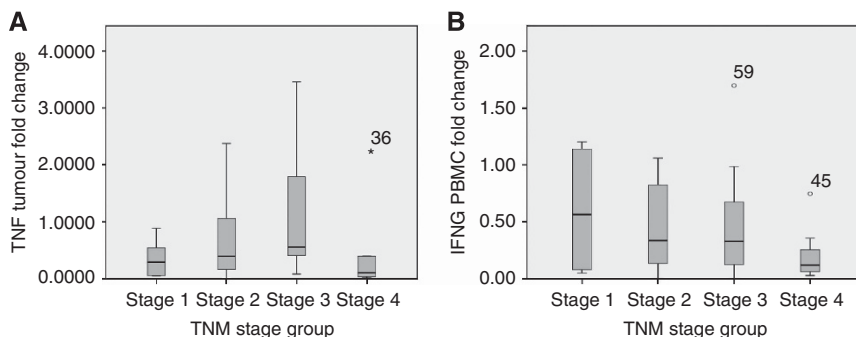 A
TNF tumour fold change
4.0000
3.0000
2.0000
1.0000
0.0000
*36
Stage 1 Stage 2 Stage 3 Stage 4
TNM stage group
B
IFNG PBMC fold change
2.00
1.50
1.00
0.50
0.00
59
45
Stage 1 Stage 2 Stage 3 Stage 4
TNM stage group